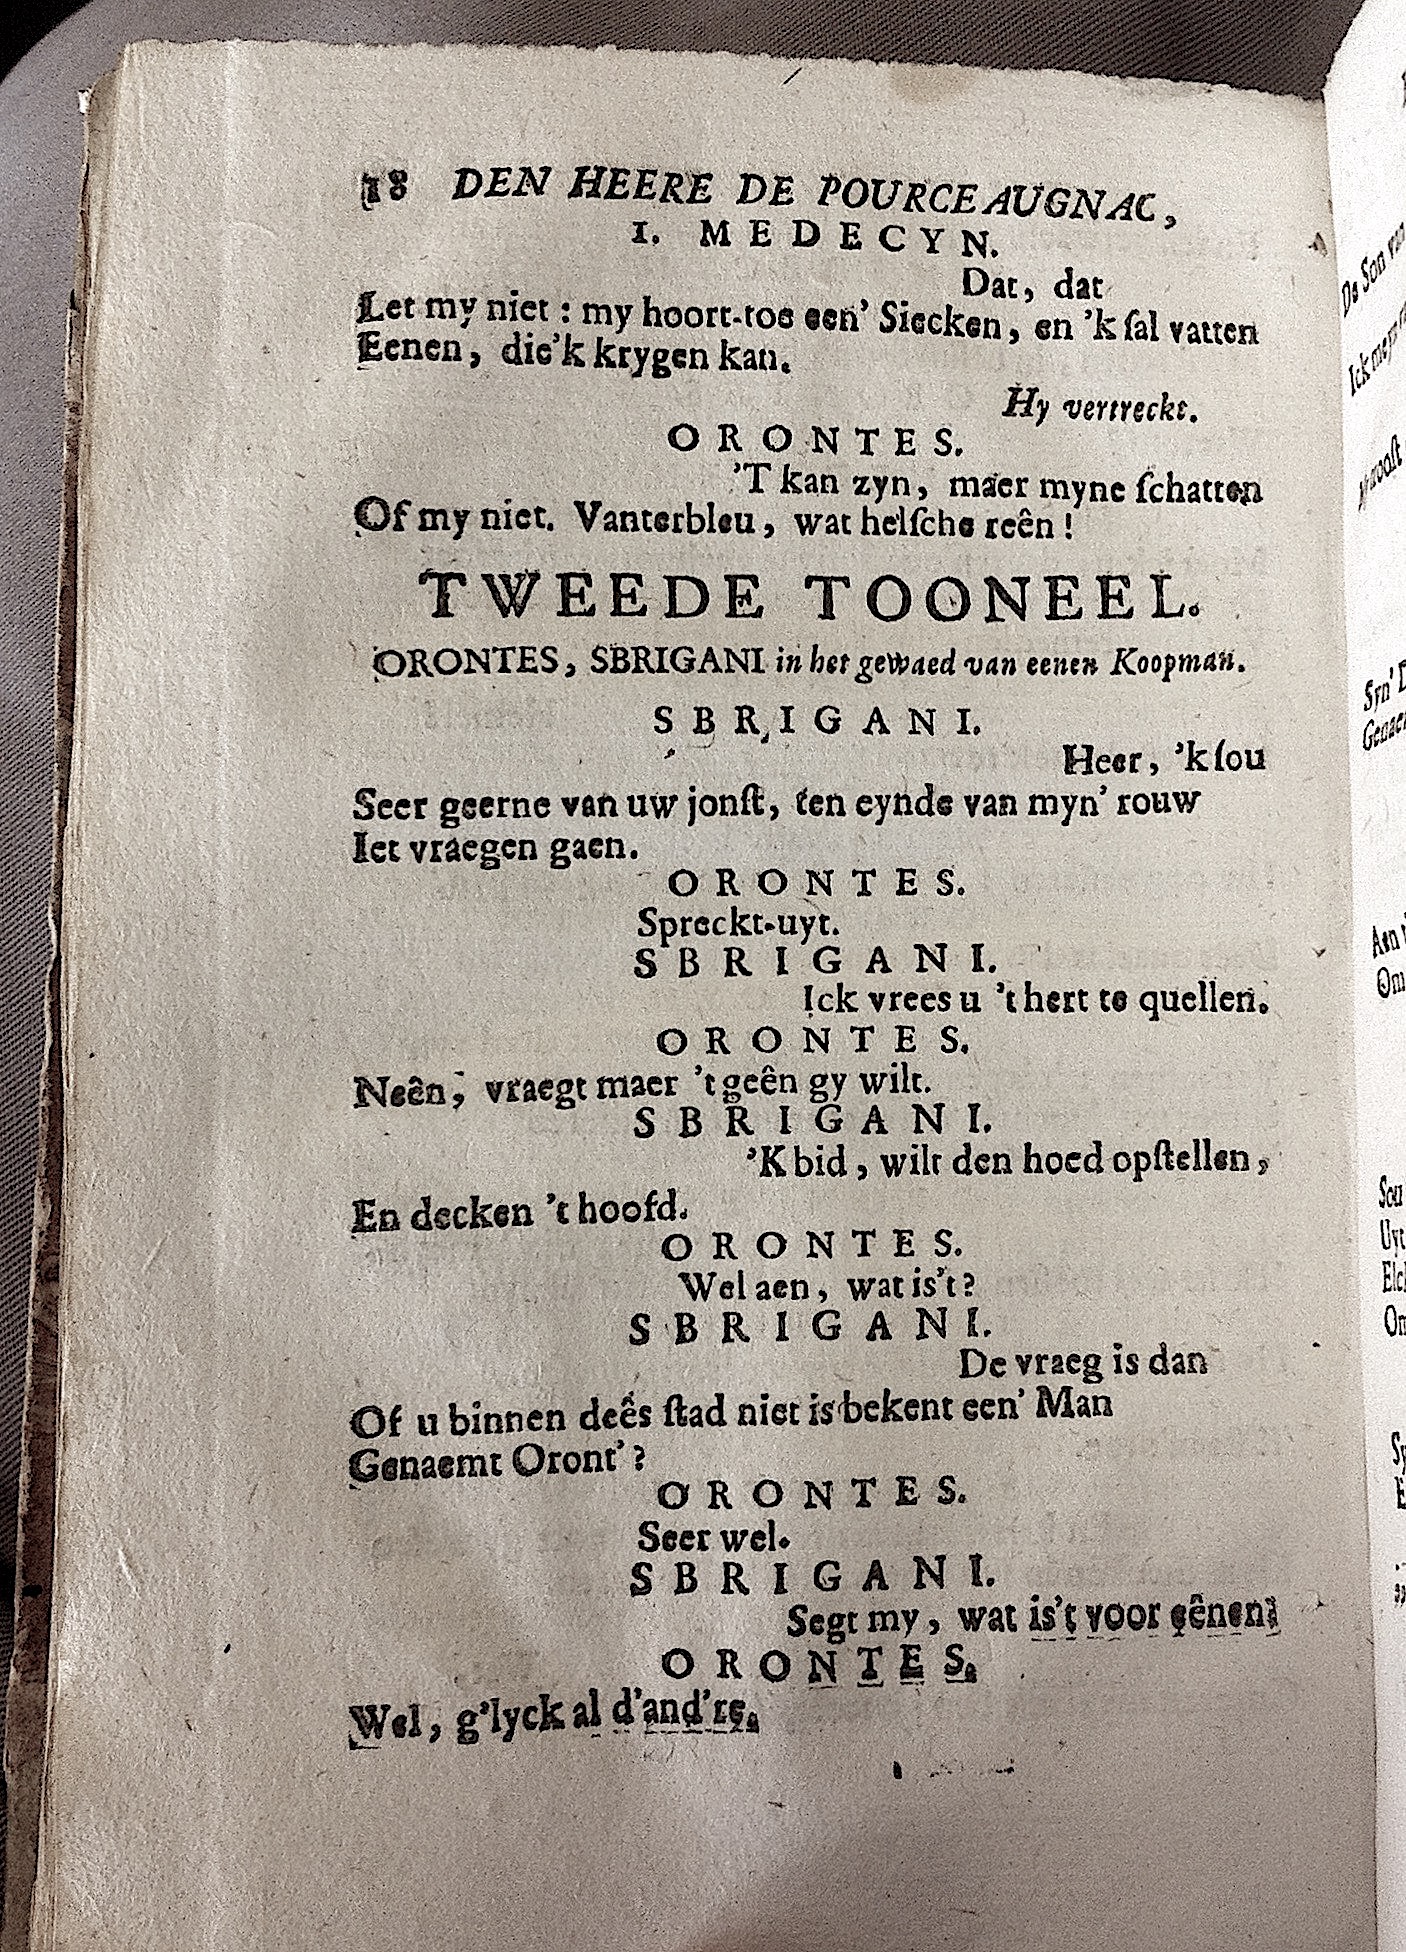 18 DEN HEERE DE POURCEAUGNAC,
1. MEDECYN.
Dat, dat
Let my niet : my hoort-toe een' Siecken, en 'k ſal vatten
Eenen, die'k krygen kan.
Hy vertreckt.
ORONTES.
'T kan zyn, maer myne ſchatten
Of my niet. Vanterbleu, wat helſche reên !
TWEEDE TOONEEL.
ORONTES, SBRIGANI in het gewaed van eenen Koopman.
SBRIGANI.
Heer, 'k ſou
Seer geerne van uw jonſt, ten eynde van myn' rouw
Iet vraegen gaen.
ORONTES.
Spreckt-uyt.
SBRIGANI.
Ick vrees u 't hert te quellen.
ORONTES.
Neên, vraegt maer 't geên gy wilt.
SBRIGANI.
'K bid, wilt den hoed opſtellen,
En decken 't hoofd.
ORONTES.
Wel aen, wat is't?
SBRIGANI.
De vraeg is dan
Of u binnen deês ſtad niet is bekent een' Man
Genaemt Oront' ?
ORONTES.
Seer wel.
SBRIGANI.
Segt my, wat is't voor eênen?
ORONTES.
Wel, g'lyck al d'and're.